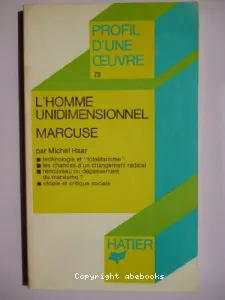 PROFIL
D'UNE
ŒUVRE
L'HOMME
UNIDIMENSIONNEL
MARCUSE
par Michel Haar
■ technologie et "totalitarisme"
■ les chances d'un changement radical
■ renouveau ou dépassement
du marxisme ?
■ utopie et critique sociale
HATIER
Copyright abebooks